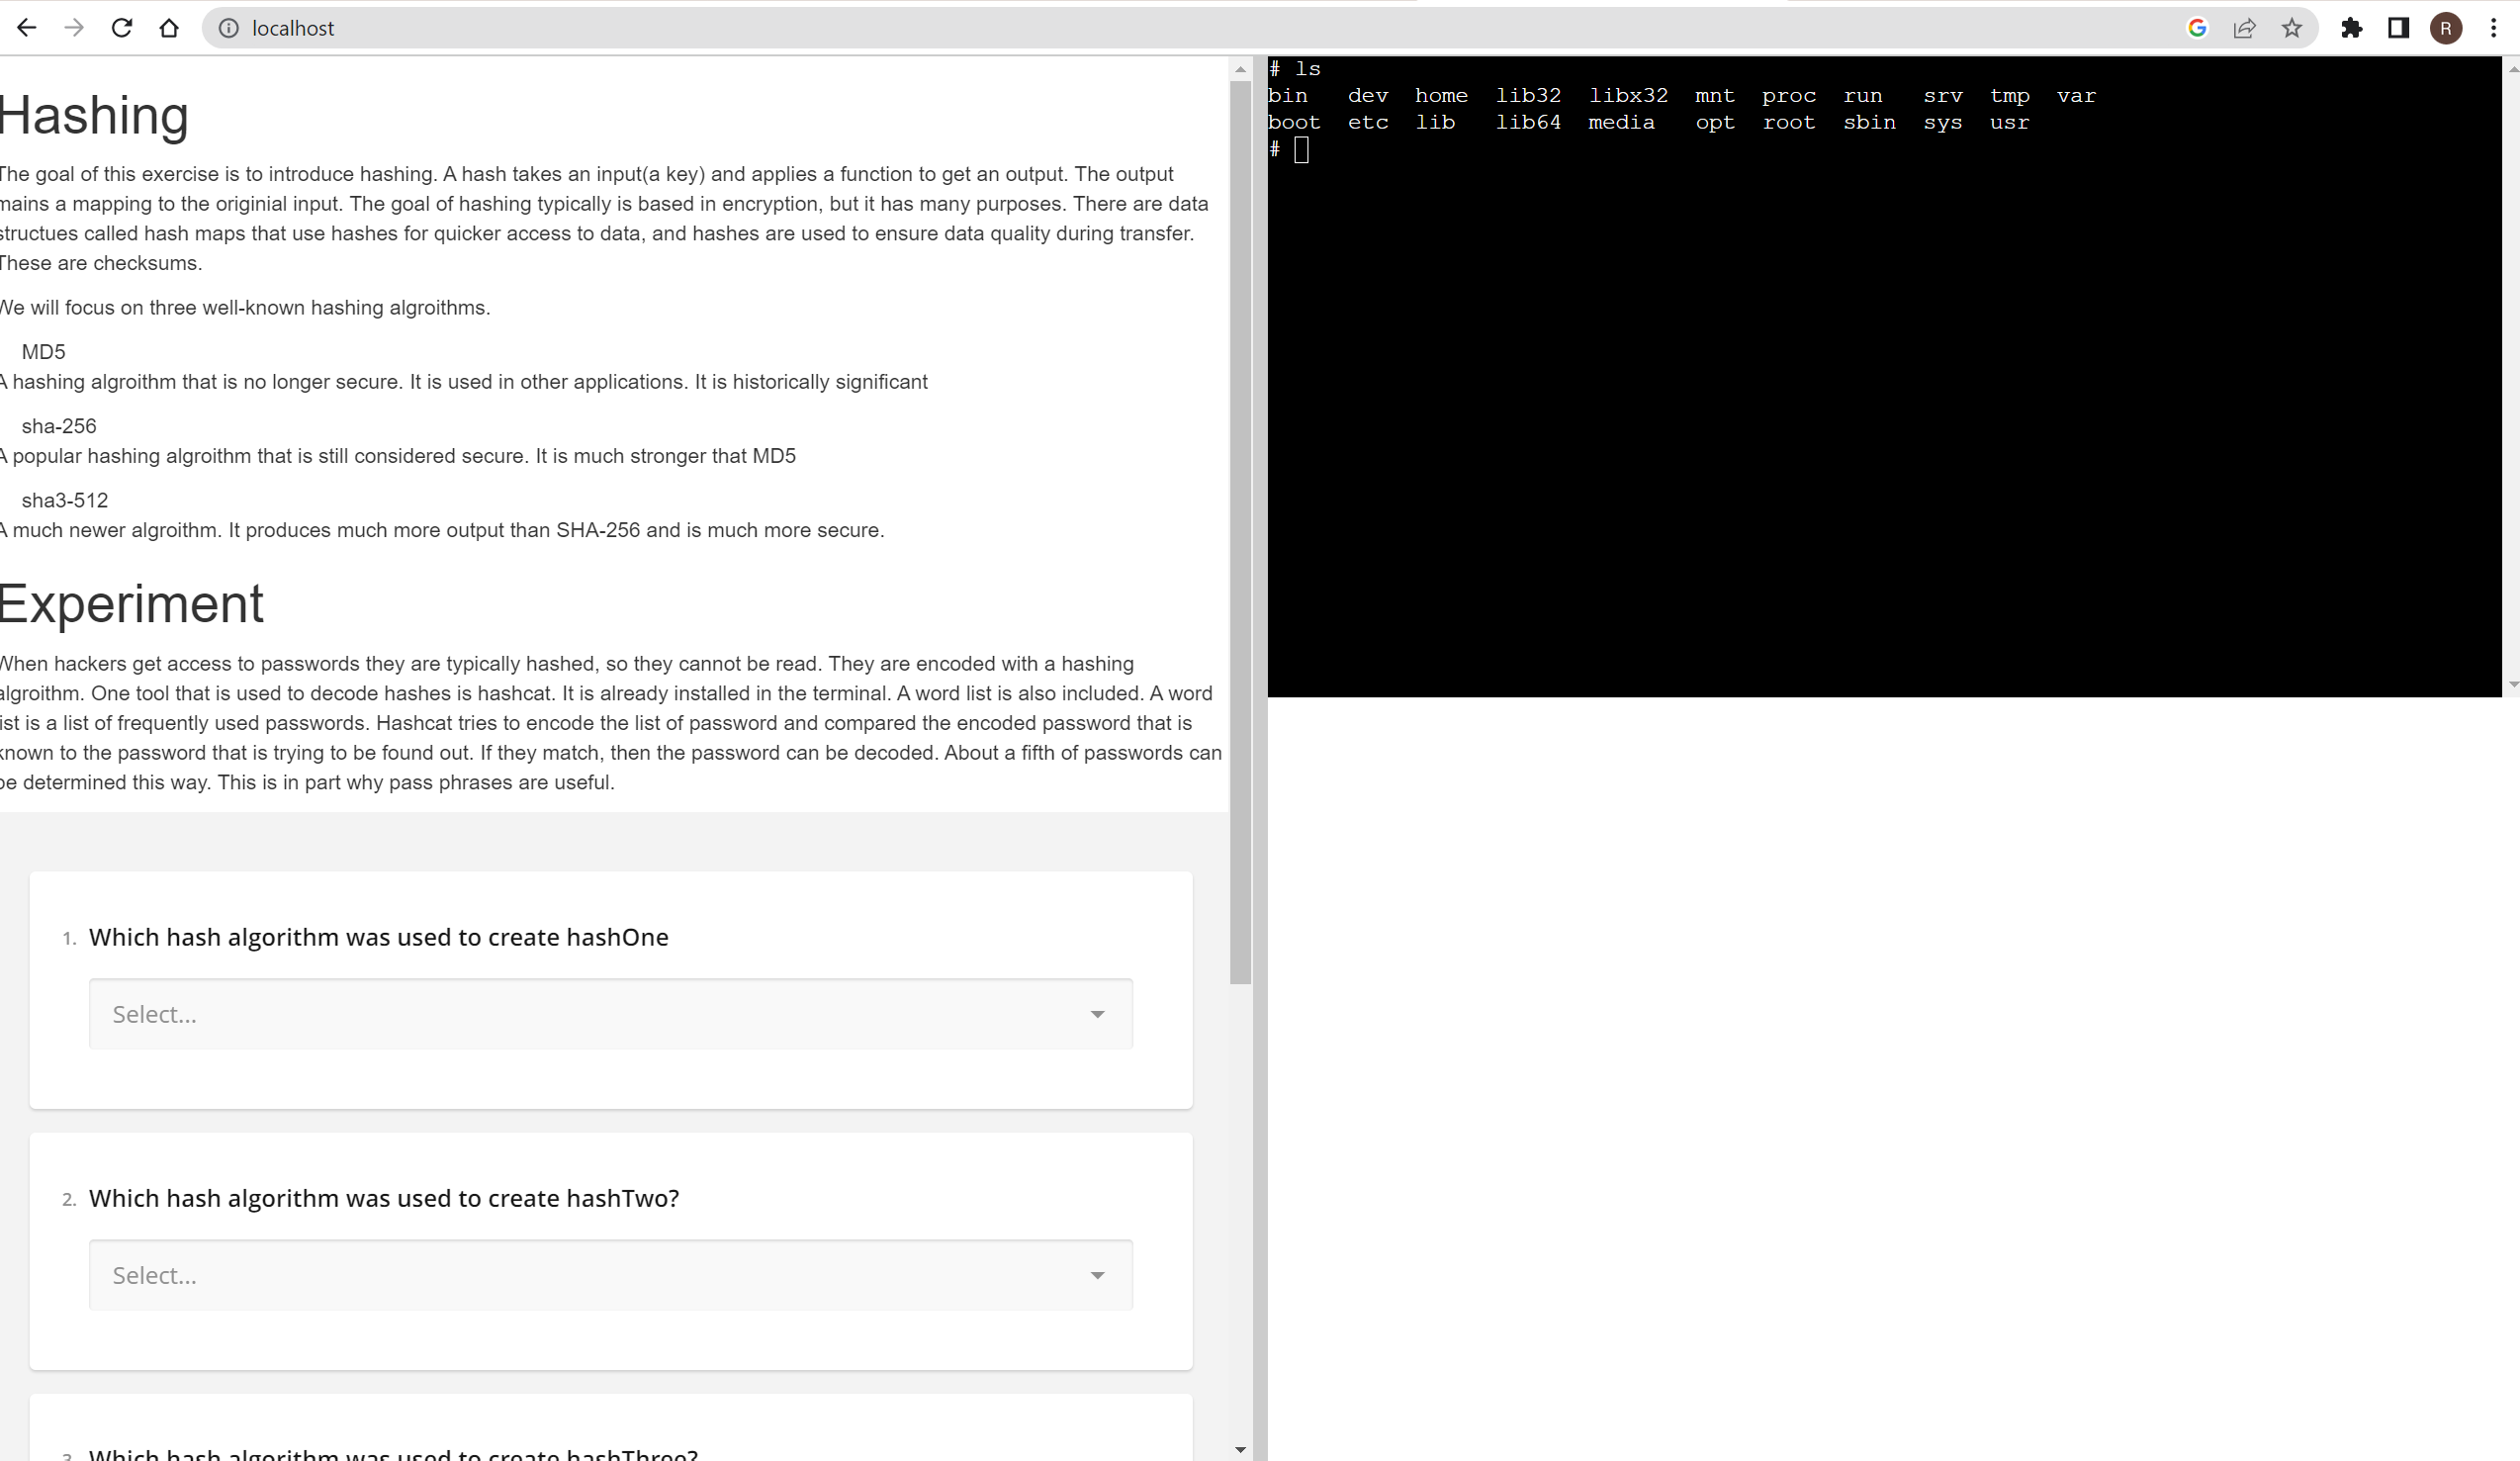 localhost
R
Hashing
The goal of this exercise is to introduce hashing. A hash takes an input(a key) and applies a function to get an output. The output
mains a mapping to the originial input. The goal of hashing typically is based in encryption, but it has many purposes. There are data
structues called hash maps that use hashes for quicker access to data, and hashes are used to ensure data quality during transfer.
These are checksums.
We will focus on three well-known hashing algroithms.
MD5
A hashing algroithm that is no longer secure. It is used in other applications. It is historically significant
sha-256
A popular hashing algroithm that is still considered secure. It is much stronger that MD5
sha3-512
A much newer algroithm. It produces much more output than SHA-256 and is much more secure.
Experiment
When hackers get access to passwords they are typically hashed, so they cannot be read. They are encoded with a hashing
algroithm. One tool that is used to decode hashes is hashcat. It is already installed in the terminal. A word list is also included. A word
list is a list of frequently used passwords. Hashcat tries to encode the list of password and compared the encoded password that is
known to the password that is trying to be found out. If they match, then the password can be decoded. About a fifth of passwords can
be determined this way. This is in part why pass phrases are useful.
1. Which hash algorithm was used to create hashOne
Select...
2. Which hash algorithm was used to create hashTwo?
Select...
3. Which hash algorithm was used to create hashThree?
# ls
bin dev home lib32 libx32 mnt proc run srv tmp var
boot etc lib lib64 media opt root sbin sys usr
#